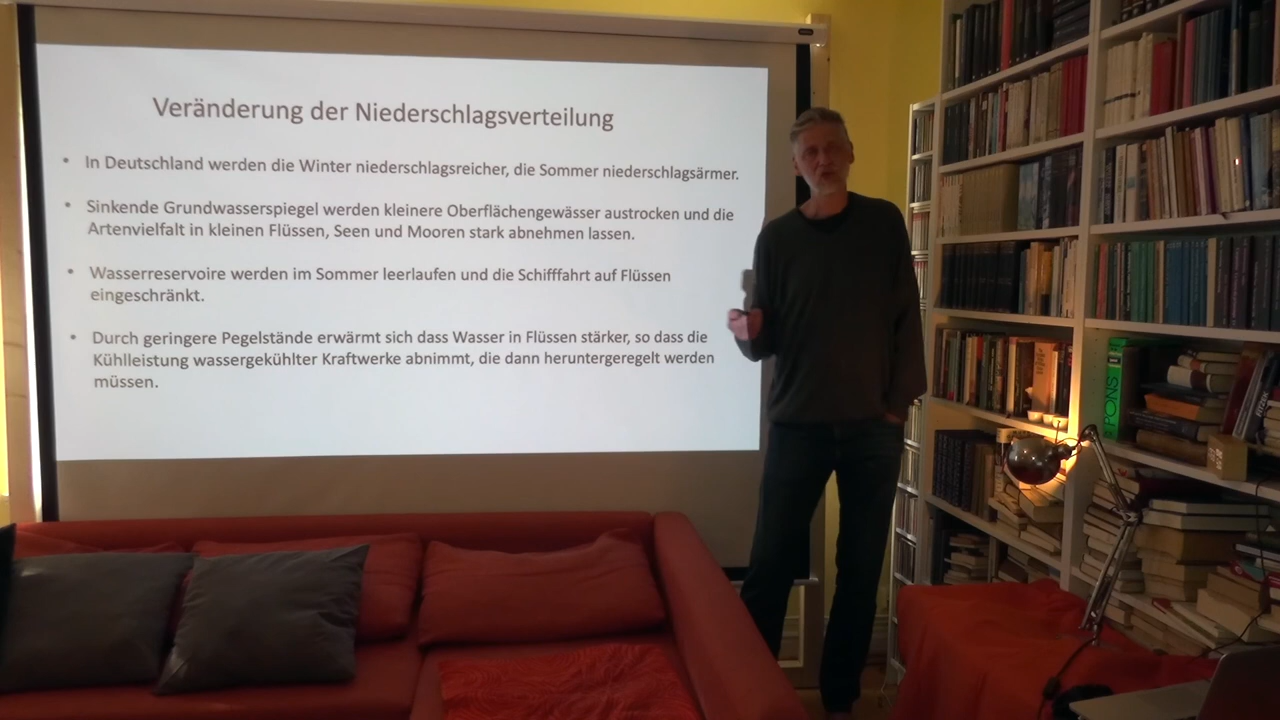 Veränderung der Niederschlagsverteilung
• In Deutschland werden die Winter niederschlagsreicher, die Sommer niederschlagsärmer.
• Sinkende Grundwasserspiegel werden kleinere Oberflächengewässer austrocken und die
Artenvielfalt in kleinen Flüssen, Seen und Mooren stark abnehmen lassen.
• Wasserreservoire werden im Sommer leerlaufen und die Schifffahrt auf Flüssen
eingeschränkt.
• Durch geringere Pegelstände erwärmt sich dass Wasser in Flüssen stärker, so dass die
Kühlleistung wassergekühlter Kraftwerke abnimmt, die dann heruntergeregelt werden
müssen.
PONS